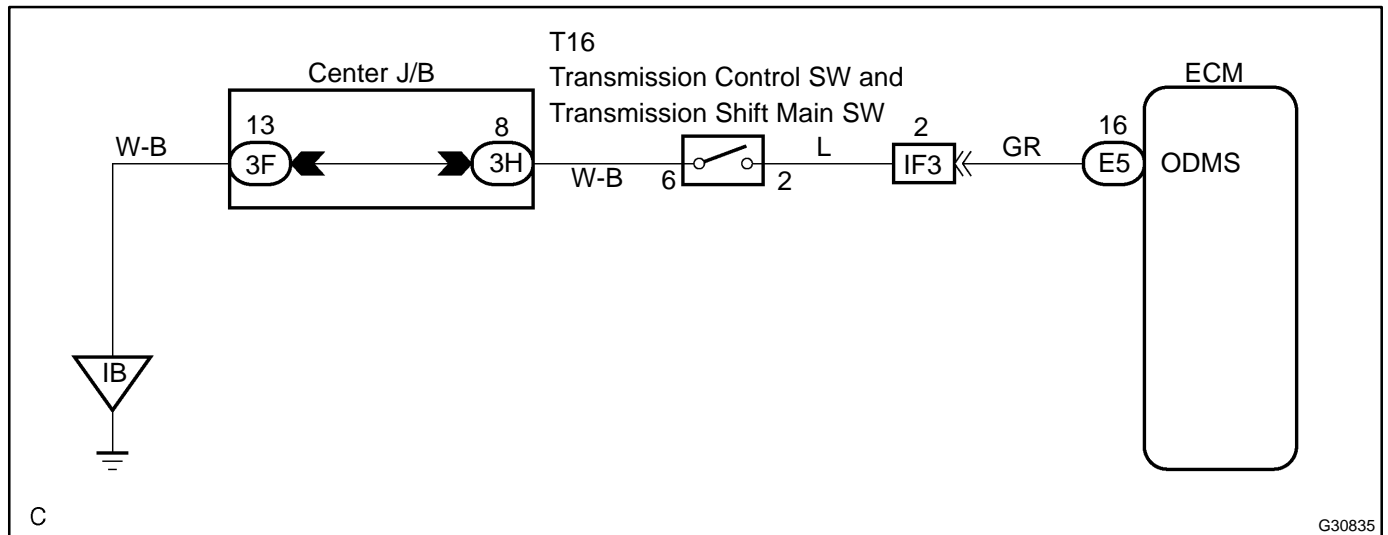 T16
Transmission Control SW and
Transmission Shift Main SW
Center J/B
ECM
13
8
2
16
W-B
3F
3H
W-B
6
2
L
IF3
GR
E5
ODMS
IB
C
G30835